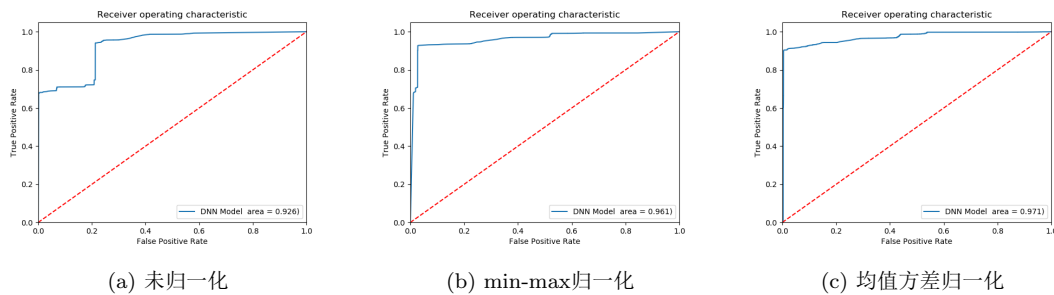 Receiver operating characteristic
1.0
0.8
0.6
0.4
0.2
0.0
True Positive Rate
0.0 0.2 0.4 0.6 0.8 1.0
False Positive Rate
DNN Model area = 0.926)
(a) 未归一化
Receiver operating characteristic
1.0
0.8
0.6
0.4
0.2
0.0
True Positive Rate
0.0 0.2 0.4 0.6 0.8 1.0
False Positive Rate
DNN Model area = 0.961)
(b) min-max归一化
Receiver operating characteristic
1.0
0.8
0.6
0.4
0.2
0.0
True Positive Rate
0.0 0.2 0.4 0.6 0.8 1.0
False Positive Rate
DNN Model area = 0.971)
(c) 均值方差归一化